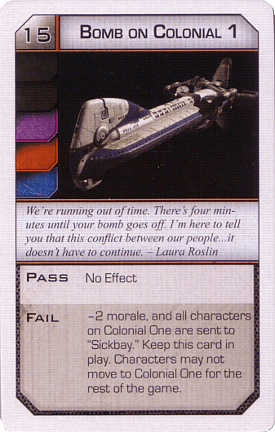 15 BOMB ON COLONIAL 1
We're running out of time. There's four min-
utes until your bomb goes off. I'm here to tell
you that this conflict between our people...it
doesn't have to continue. – Laura Roslin
PASS No Effect
FAIL –2 morale, and all characters
on Colonial One are sent to
"Sickbay." Keep this card in
play. Characters may not
move to Colonial One for the
rest of the game.